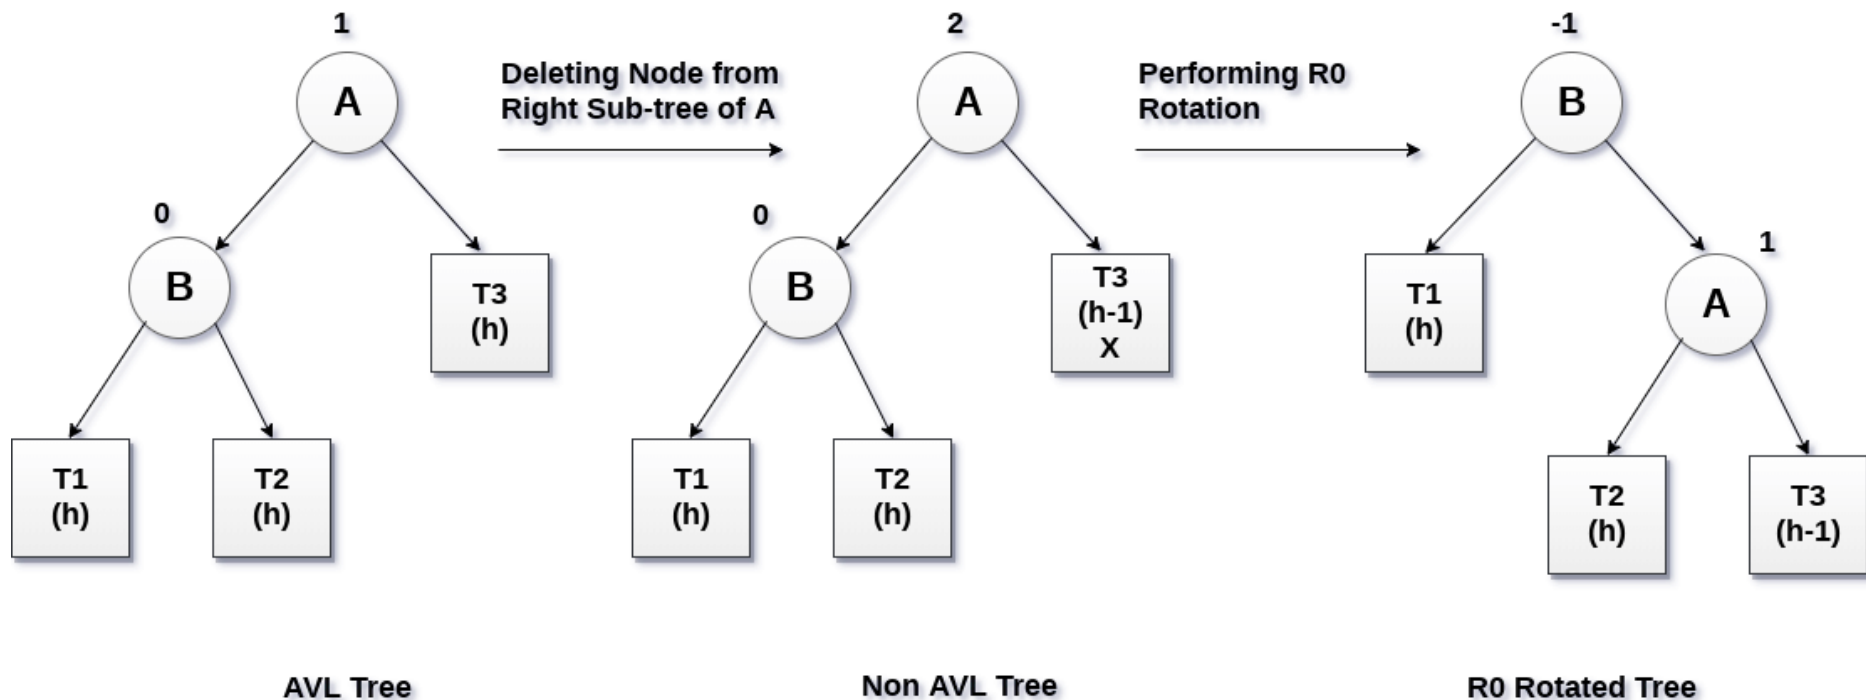 1
A
0
B
T3
(h)
T1
(h)
T2
(h)
AVL Tree
Deleting Node from
Right Sub-tree of A
2
A
0
B
T3
(h-1)
X
T1
(h)
T2
(h)
Non AVL Tree
Performing R0
Rotation
-1
B
T1
(h)
1
A
T2
(h)
T3
(h-1)
R0 Rotated Tree